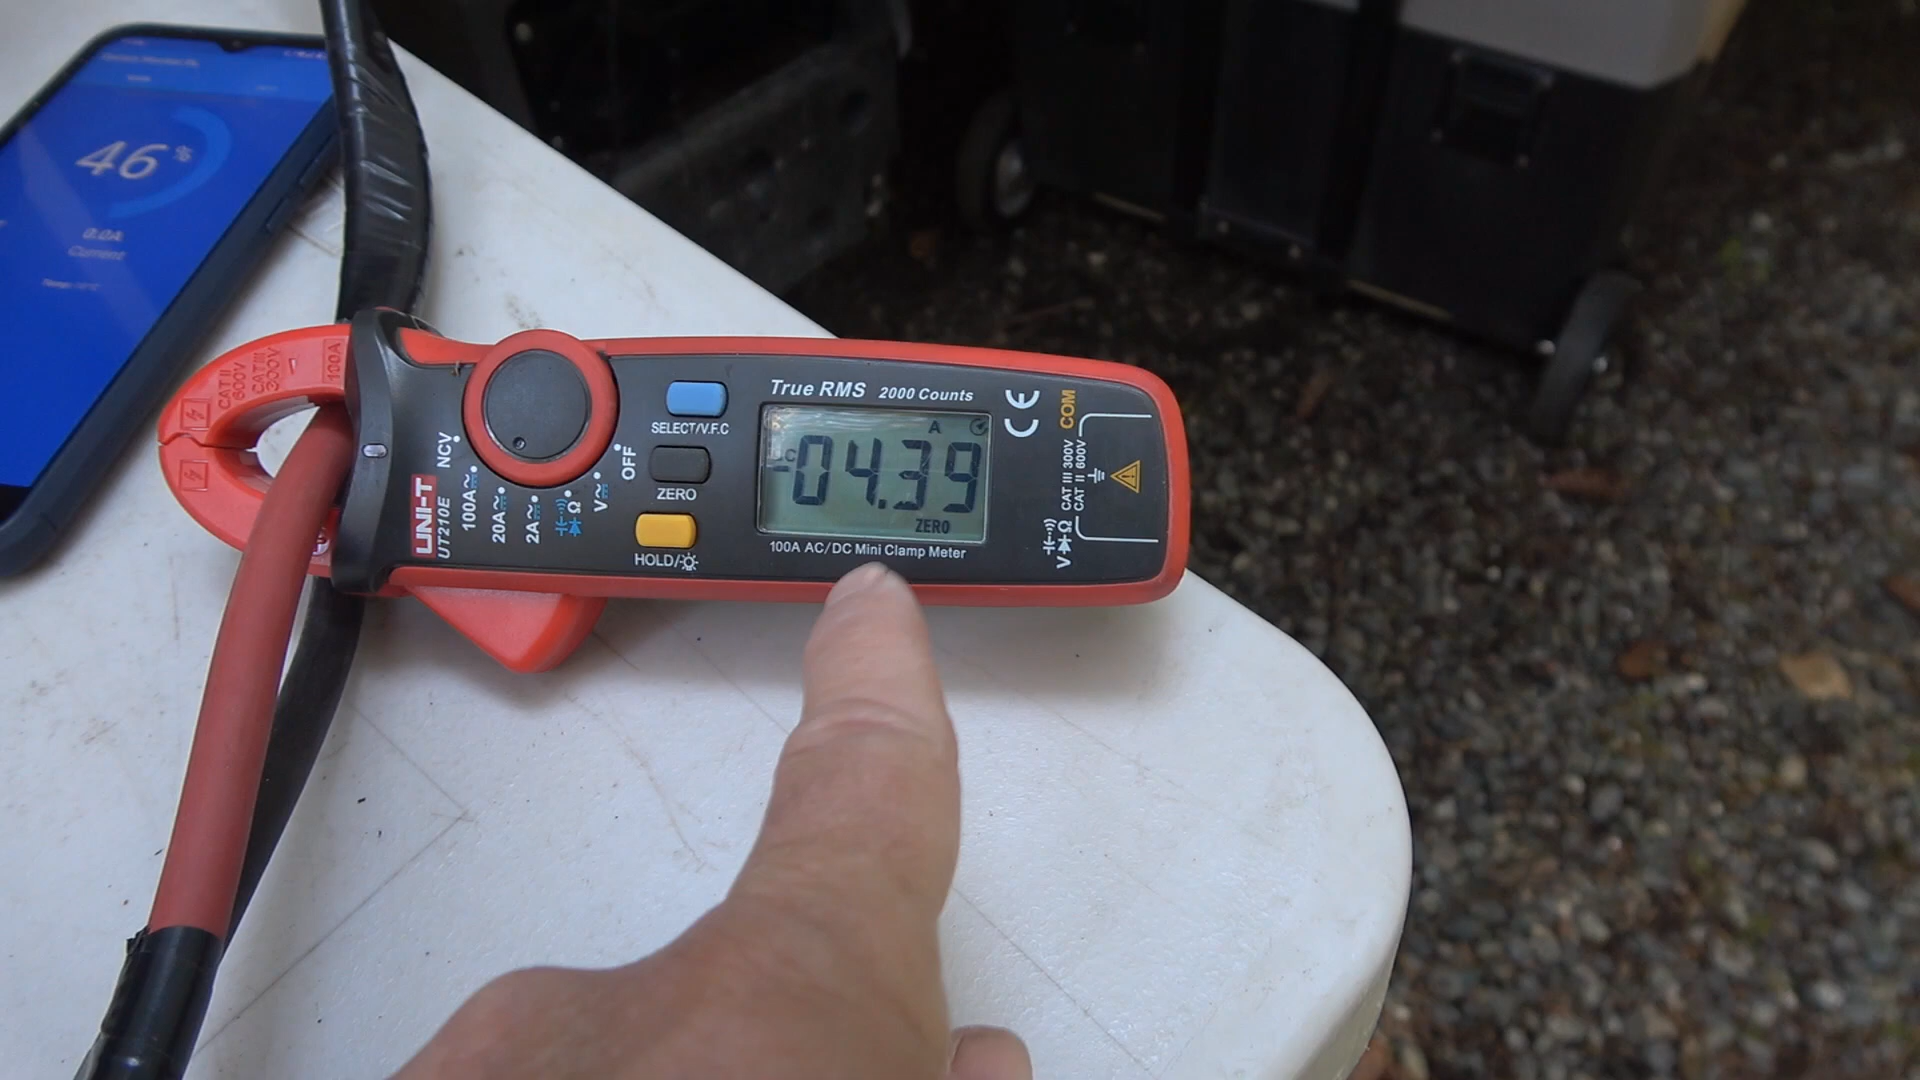 46 %
0.0A
Current
CAT II
600V
CAT III
300V
100A
UNI-T
UT210E
NCV
100A
20A
2A
Ω
V
OFF
SELECT/V.F.C
ZERO
HOLD/
True RMS 2000 Counts
A
DC
-04.39
ZERO
100A AC/DC Mini Clamp Meter
CE
COM
CAT III 300V
CAT II 600V
VΩ